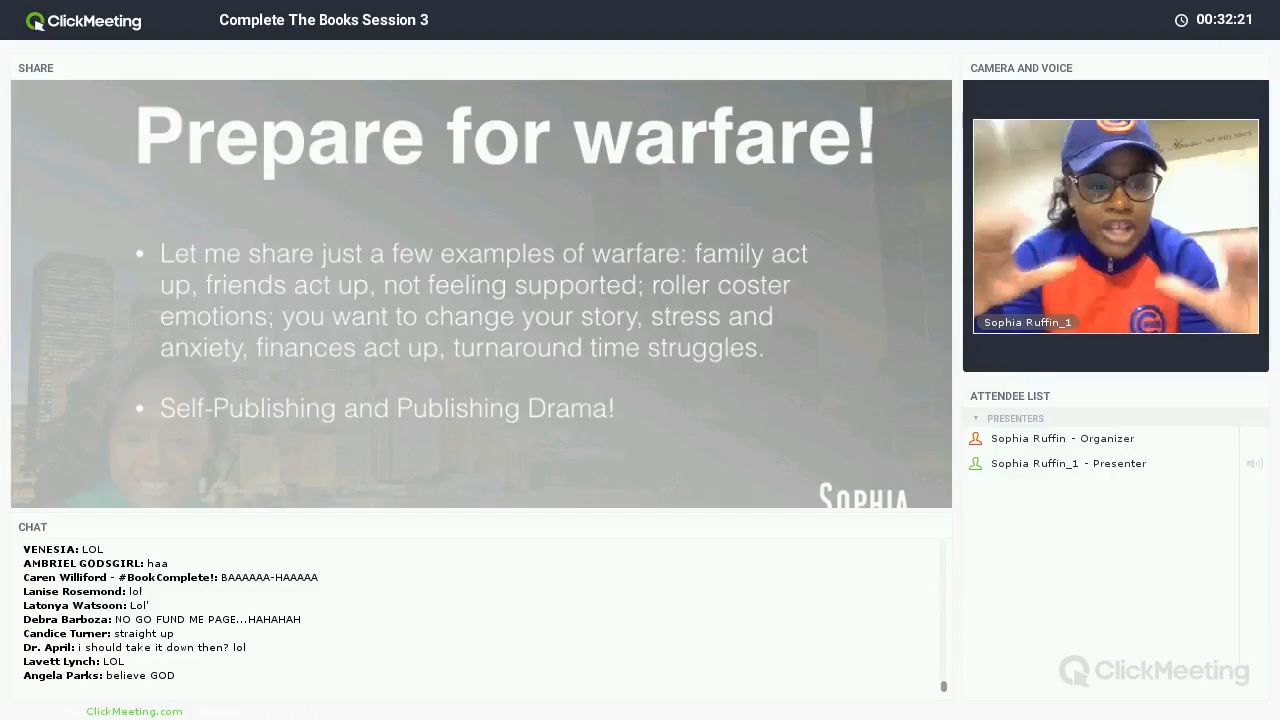 ClickMeeting
Complete The Books Session 3
00:32:21
SHARE
CAMERA AND VOICE
Prepare for warfare!
• Let me share just a few examples of warfare: family act
up, friends act up, not feeling supported; roller coster
emotions; you want to change your story, stress and
anxiety, finances act up, turnaround time struggles.
• Self-Publishing and Publishing Drama!
SOPHIA
House
Sophia Ruffin_1
ATTENDEE LIST
PRESENTERS
Sophia Ruffin - Organizer
Sophia Ruffin_1 - Presenter
CHAT
VENESIA: LOL
AMBRIEL GODSGIRL: haa
Caren Williford - #BookComplete!: BAAAAAA-HAAAAA
Lanise Rosemond: lol
Latonya Watsoon: Lol'
Debra Barboza: NO GO FUND ME PAGE...HAHAHAH
Candice Turner: straight up
Dr. April: i should take it down then? lol
Lavett Lynch: LOL
Angela Parks: believe GOD
ClickMeeting
ClickMeeting.com